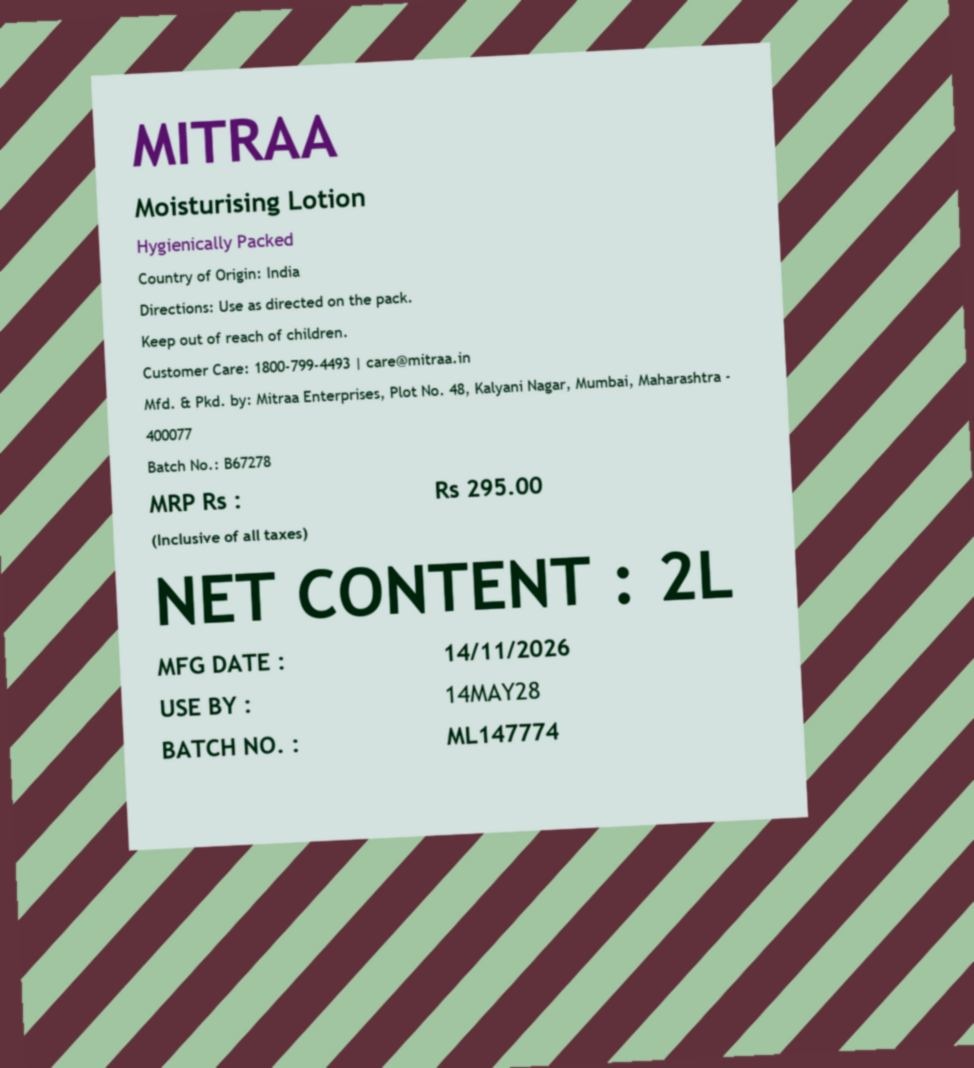 MITRAA
Moisturising Lotion
Hygienically Packed
Country of Origin: India
Directions: Use as directed on the pack.
Keep out of reach of children.
Customer Care: 1800-799-4493 | care@mitraa.in
Mfd. & Pkd. by: Mitraa Enterprises, Plot No. 48, Kalyani Nagar, Mumbai, Maharashtra -
400077
Batch No.: B67278
MRP Rs : Rs 295.00
(Inclusive of all taxes)
NET CONTENT : 2L
MFG DATE : 14/11/2026
USE BY : 14MAY28
BATCH NO. : ML147774